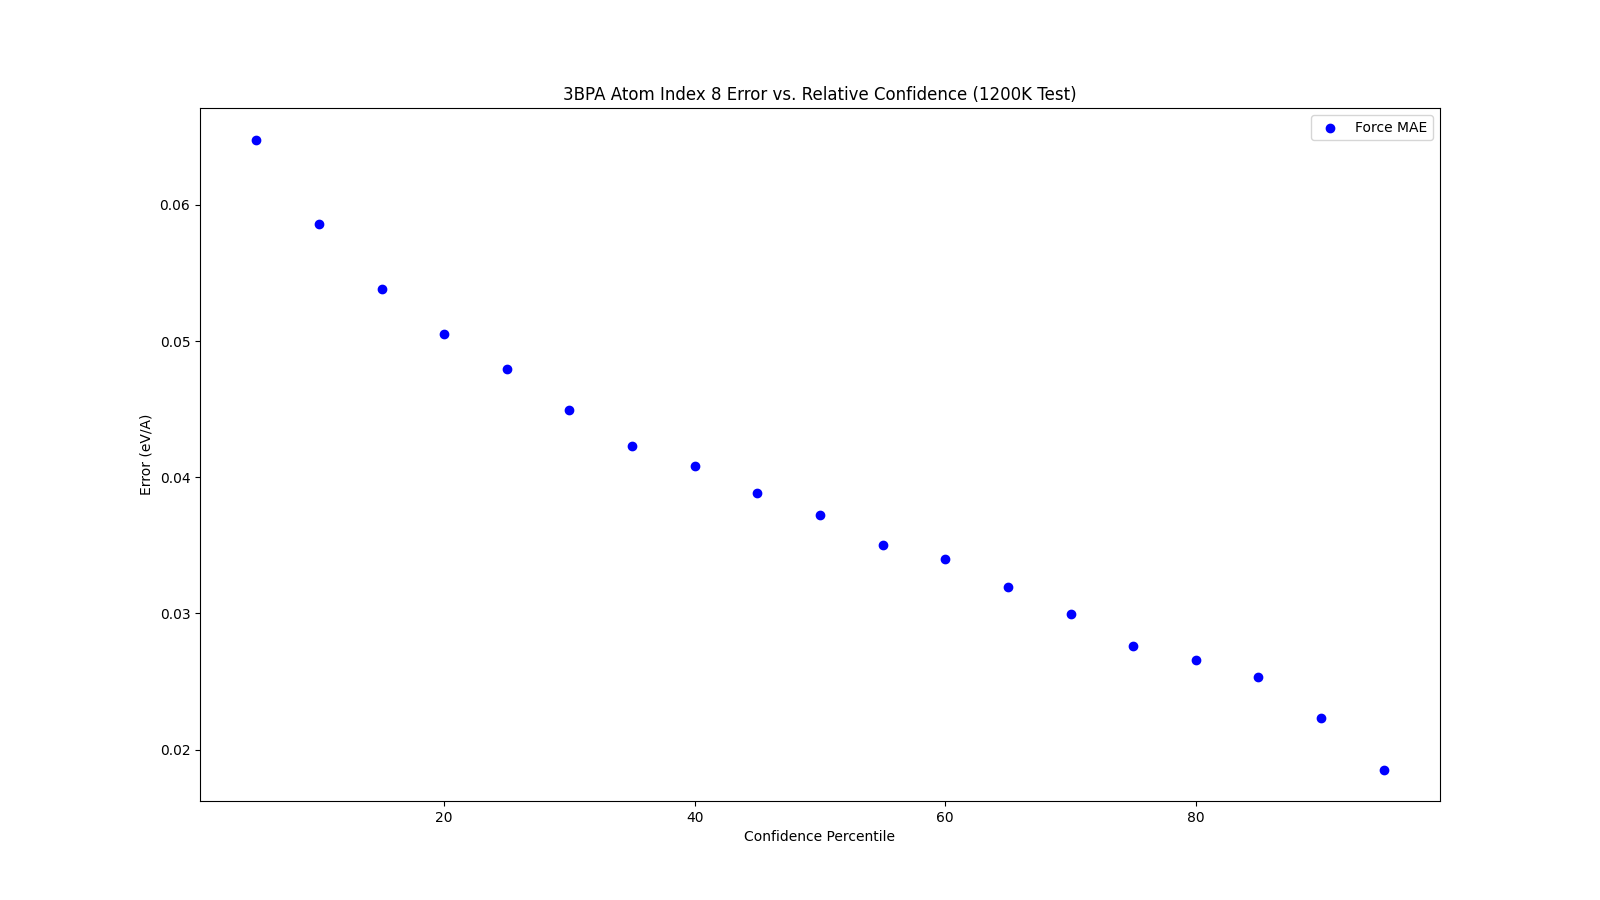 3BPA Atom Index 8 Error vs. Relative Confidence (1200K Test)
Force MAE
0.06
0.05
0.04
0.03
0.02
Error (eV/A)
20 40 60 80
Confidence Percentile